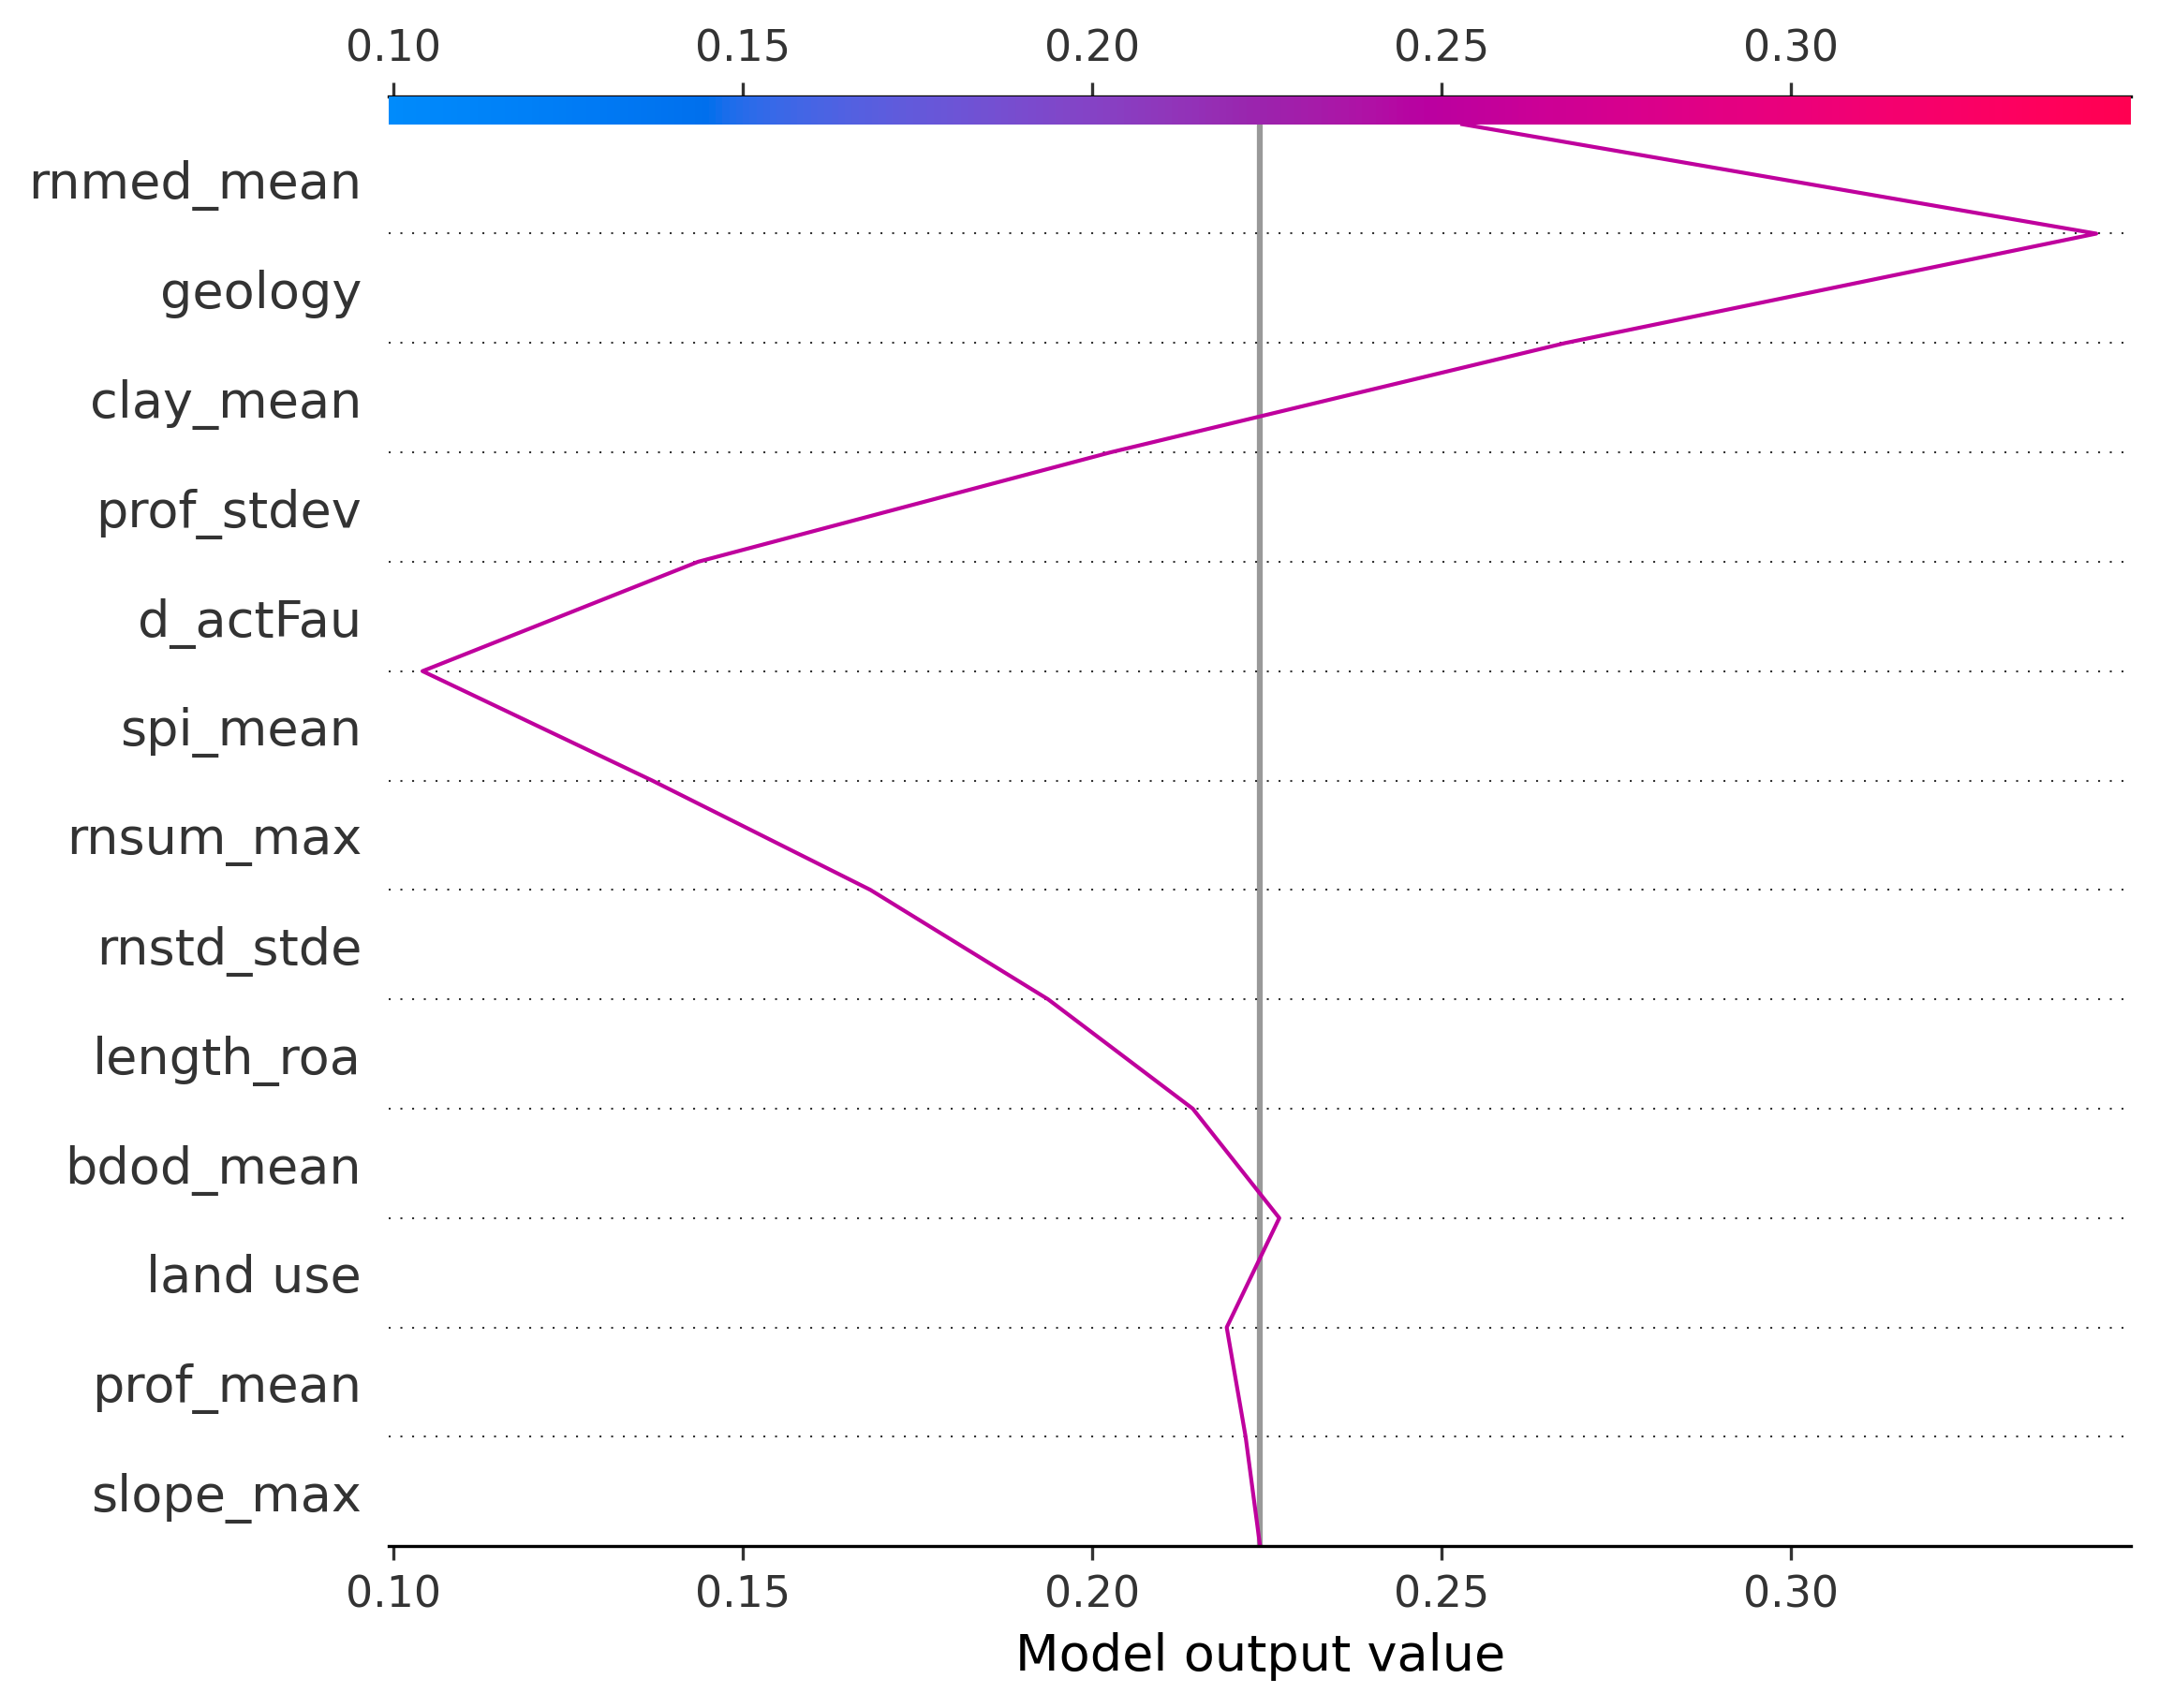 0.10 0.15 0.20 0.25 0.30
rnmed_mean
geology
clay_mean
prof_stdev
d_actFau
spi_mean
rnsum_max
rnstd_stde
length_roa
bdod_mean
land use
prof_mean
slope_max
0.10 0.15 0.20 0.25 0.30
Model output value